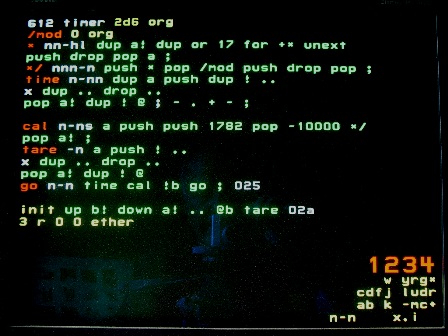 612 timer 2d6 org
/mod 0 org
* nn-hl dup a! dup or 17 for +* unext
push drop pop a ;
*/ nnn-n push * pop /mod push drop pop ;
time n-nn dup a push dup ! ..
x dup .. drop ..
pop a! dup ! @ ; - . + - ;
cal n-ns a push push 1782 pop -10000 */
pop a! ;
tare -n a push ! ..
x dup .. drop ..
pop a! dup ! @
go n-n time cal !b go ; 025
init up b! down a! .. @b tare 02a
3 r 0 0 ether
1234
w yrg*
cdfj ludr
ab k -mc+
n-n x.i